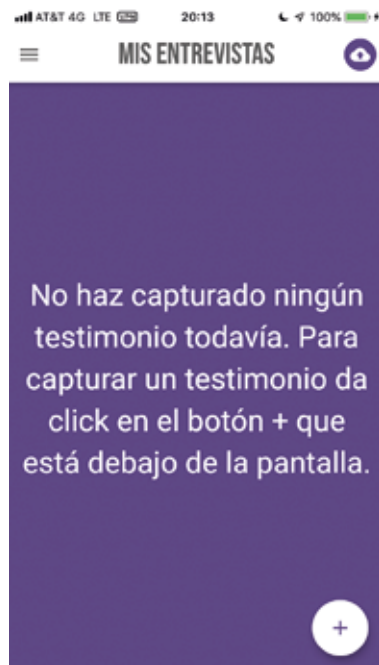 AT&T 4G LTE 20:13 100%
MIS ENTREVISTAS
No haz capturado ningún
testimonio todavía. Para
capturar un testimonio da
click en el botón + que
está debajo de la pantalla.
+